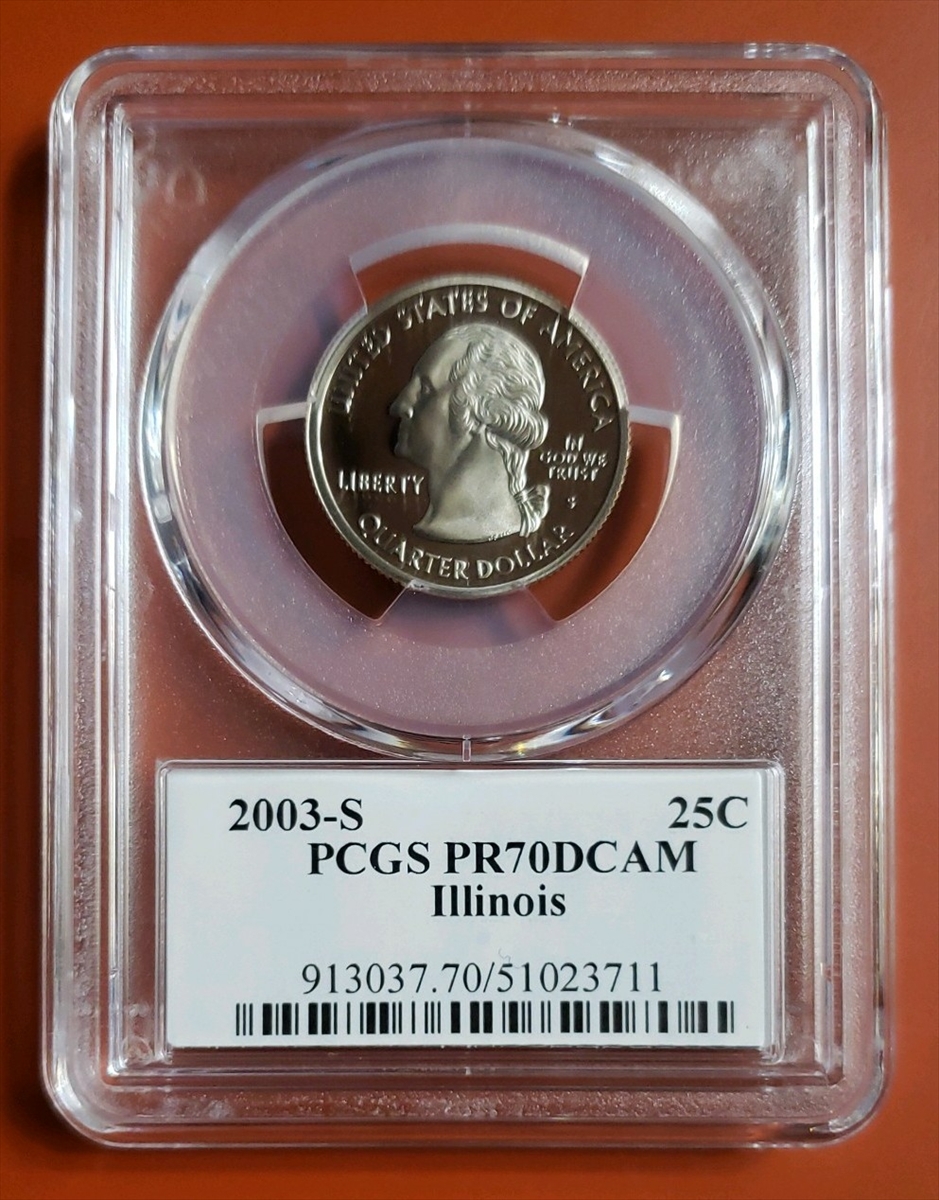 UNITED STATES OF AMERICA
LIBERTY
IN
GOD WE
TRUST
S
QUARTER DOLLAR
2003-S 25C
PCGS PR70DCAM
Illinois
913037.70/51023711